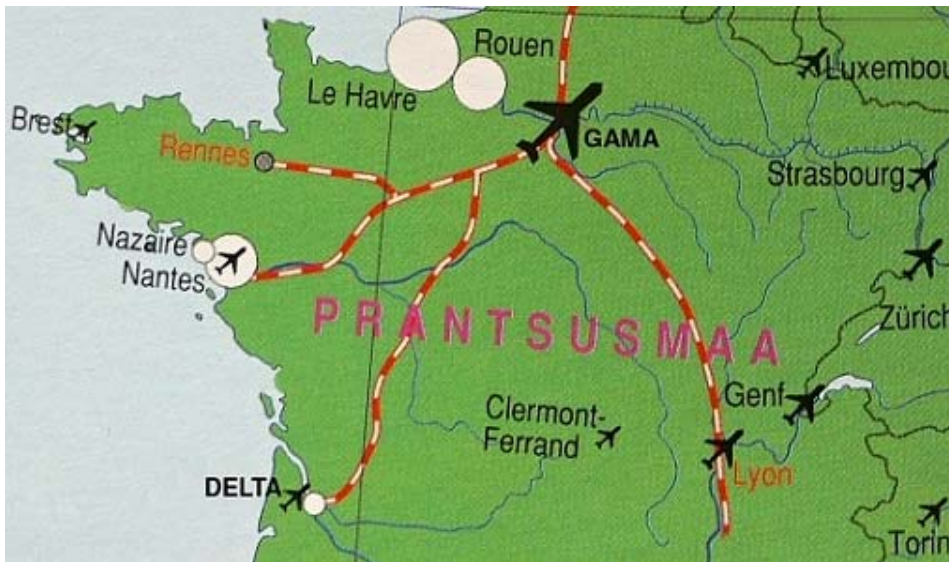 Rouen
Le Havre
Luxembou
Brest
GAMA
Rennes
Strasbourg
Nazaire
Nantes
PRANTSUSMAA
Zürich
Genf
Clermont-
Ferrand
Lyon
DELTA
Torin